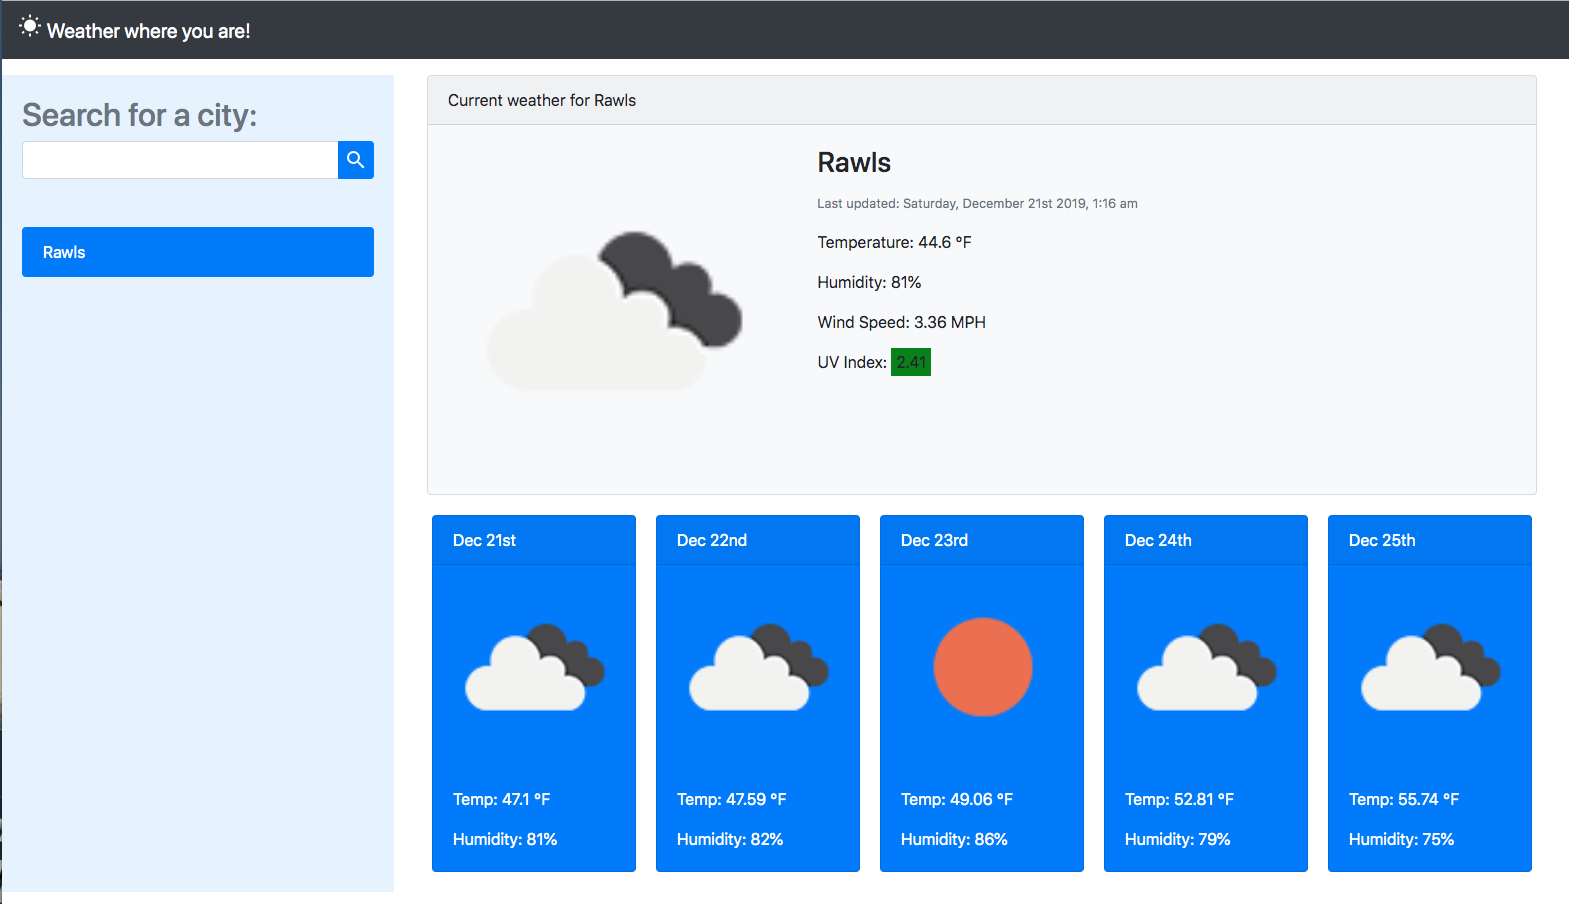 Weather where you are!
Search for a city:
Rawls
Current weather for Rawls
Rawls
Last updated: Saturday, December 21st 2019, 1:16 am
Temperature: 44.6 °F
Humidity: 81%
Wind Speed: 3.36 MPH
UV Index: 2.41
Dec 21st
Temp: 47.1 °F
Humidity: 81%
Dec 22nd
Temp: 47.59 °F
Humidity: 82%
Dec 23rd
Temp: 49.06 °F
Humidity: 86%
Dec 24th
Temp: 52.81 °F
Humidity: 79%
Dec 25th
Temp: 55.74 °F
Humidity: 75%